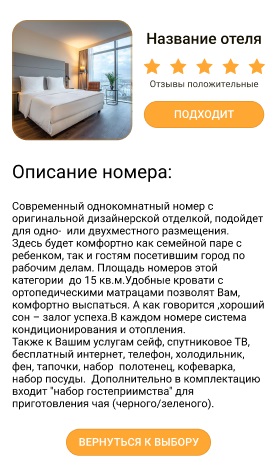 Название отеля
Отзывы положительные
ПОДХОДИТ
Описание номера:
Современный однокомнатный номер с
оригинальной дизайнерской отделкой, подойдет
для одно-  или двухместного размещения.
Здесь будет комфортно как семейной паре с
ребенком, так и гостям посетившим город по
рабочим делам. Площадь номеров этой
категории  до 15 кв.м.Удобные кровати с
ортопедическими матрацами позволят Вам,
комфортно выспаться. А как говорится ,хороший
сон – залог успеха.В каждом номере система
кондиционирования и отопления.
Также к Вашим услугам сейф, спутниковое ТВ,
бесплатный интернет, телефон, холодильник,
фен, тапочки, набор  полотенец, кофеварка,
набор посуды.  Дополнительно в комплектацию
входит "набор гостеприимства" для
приготовления чая (черного/зеленого).
ВЕРНУТЬСЯ К ВЫБОРУ